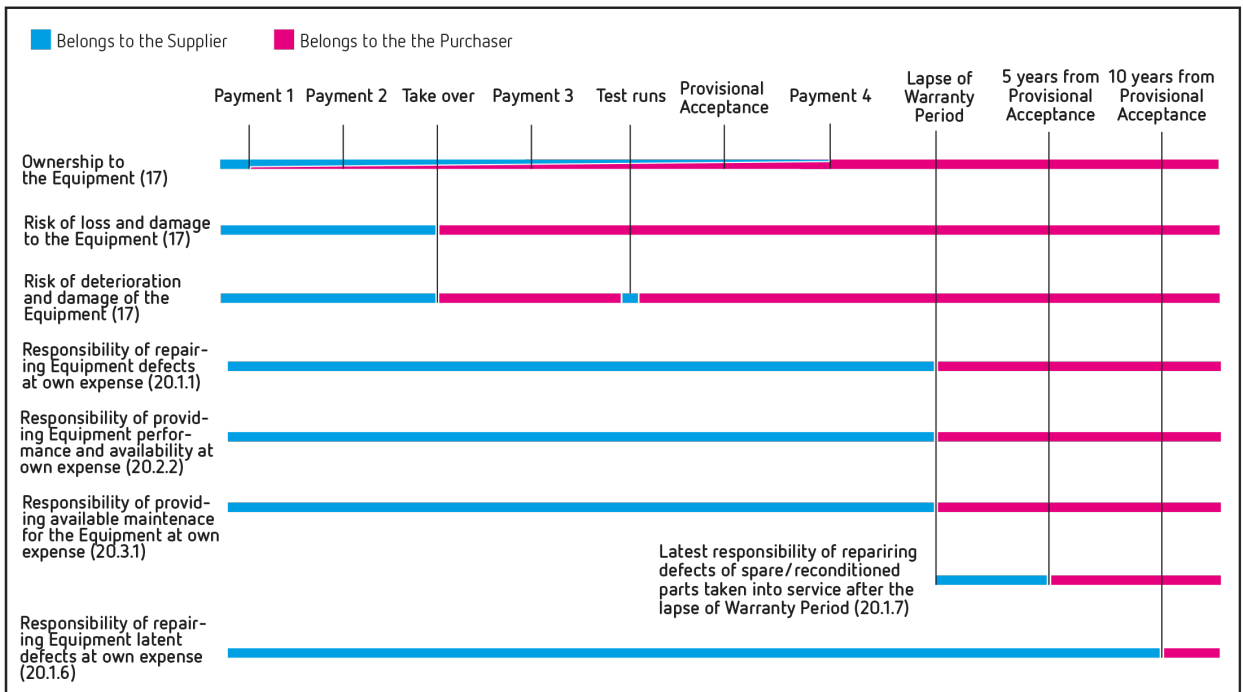 Belongs to the Supplier
Belongs to the the Purchaser
Payment 1
Payment 2
Take over
Payment 3
Test runs
Provisional
Acceptance
Payment 4
Lapse of
Warranty
Period
5 years from
Provisional
Acceptance
10 years from
Provisional
Acceptance
Ownership to
the Equipment (17)
Risk of loss and damage
to the Equipment (17)
Risk of deterioration
and damage of the
Equipment (17)
Responsibility of repair-
ing Equipment defects
at own expense (20.1.1)
Responsibility of provid-
ing Equipment perfor-
mance and availability at
own expense (20.2.2)
Responsibility of provid-
ing available maintenace
for the Equipment at own
expense (20.3.1)
Latest responsibility of repariring
defects of spare/reconditioned
parts taken into service after the
lapse of Warranty Period (20.1.7)
Responsibility of repair-
ing Equipment latent
defects at own expense
(20.1.6)